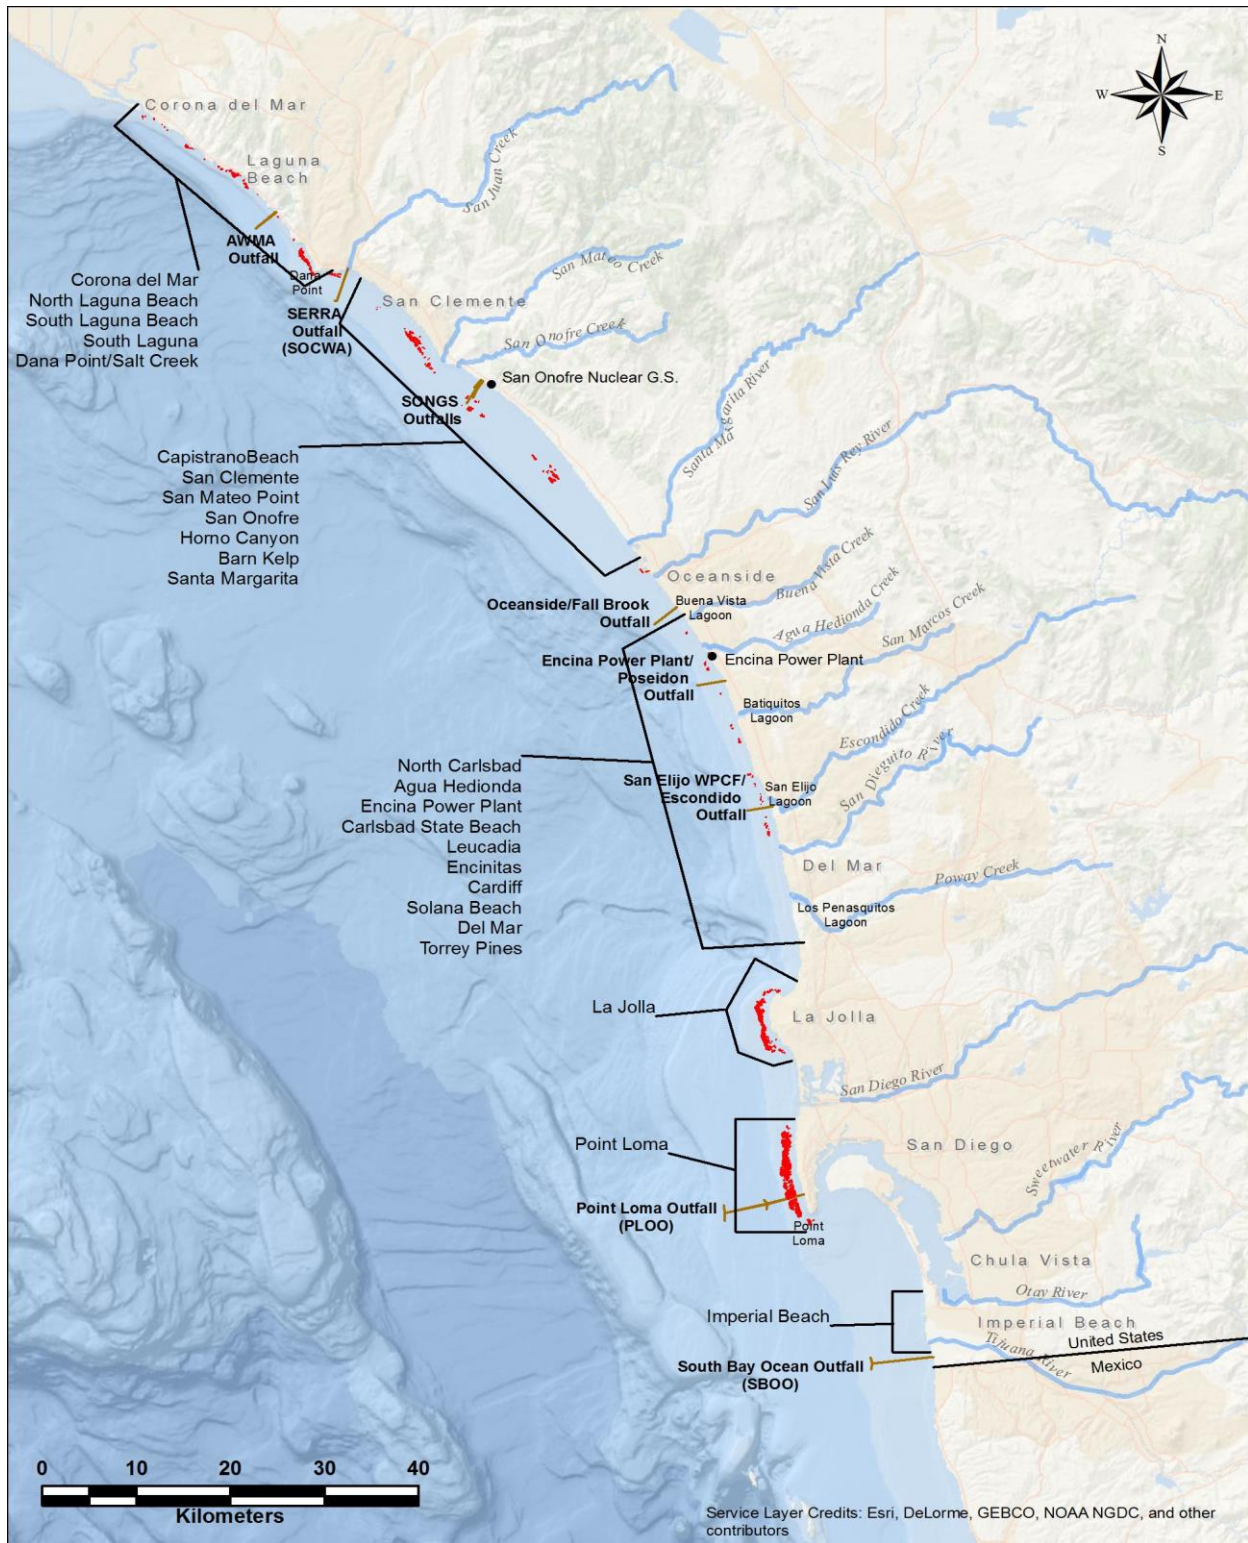 N
W E
S
Corona del Mar
Laguna
Beach
San Juan Creek
AWMA
Outfall
Dana
Point
San Mateo Creek
Corona del Mar
North Laguna Beach
South Laguna Beach
South Laguna
Dana Point/Salt Creek
San Clemente
SERRA
Outfall
(SOCWA)
San Onofre Creek
San Onofre Nuclear G.S.
SONGS
Outfalls
Santa Margarita River
San Luis Rey River
CapistranoBeach
San Clemente
San Mateo Point
San Onofre
Horno Canyon
Barn Kelp
Santa Margarita
Oceanside
Buena Vista Creek
Oceanside/Fall Brook
Outfall
Buena Vista
Lagoon
Agua Hedionda Creek
San Marcos Creek
Encina Power Plant/
Poseidon
Outfall
Encina Power Plant
Batiquitos
Lagoon
Escondido Creek
San Dieguito River
North Carlsbad
Agua Hedionda
Encina Power Plant
Carlsbad State Beach
Leucadia
Encinitas
Cardiff
Solana Beach
Del Mar
Torrey Pines
San Elijo WPCF/
Escondido
Outfall
San Elijo
Lagoon
Del Mar
Poway Creek
Los Penasquitos
Lagoon
La Jolla
La Jolla
San Diego River
Point Loma
San Diego
Sweetwater River
Point Loma Outfall
(PLOO)
Point
Loma
Chula Vista
Otay River
Imperial Beach
Imperial Beach
United States
Tijuana River
Mexico
South Bay Ocean Outfall
(SBOO)
0 10 20 30 40
Kilometers
Service Layer Credits: Esri, DeLorme, GEBCO, NOAA NGDC, and other
contributors